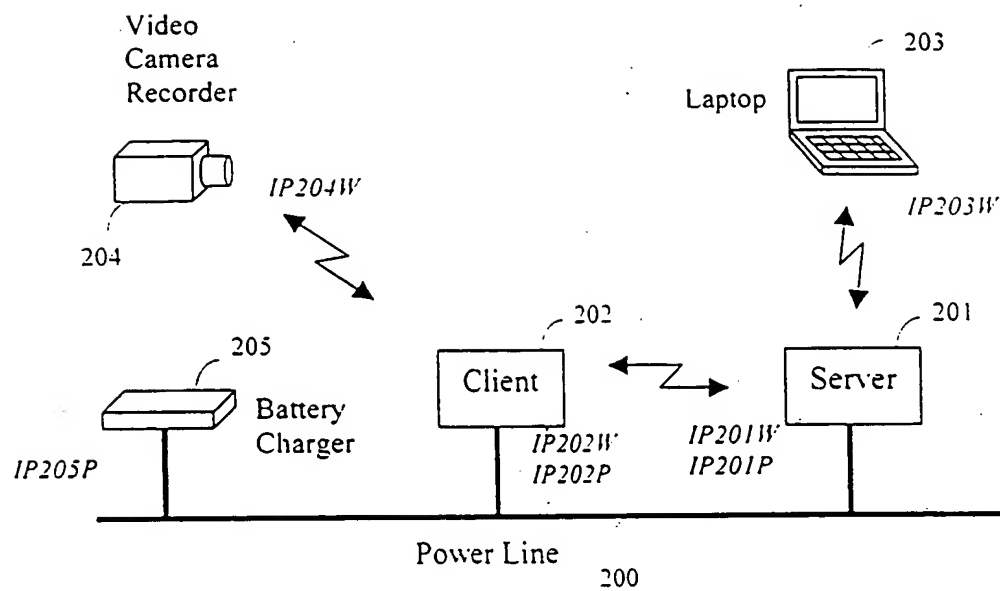 Video
Camera
Recorder
203
Laptop
IP204W
IP203W
204
202
201
205
Client
Server
Battery
Charger
IP205P
IP202W
IP202P
IP201W
IP201P
Power Line
200